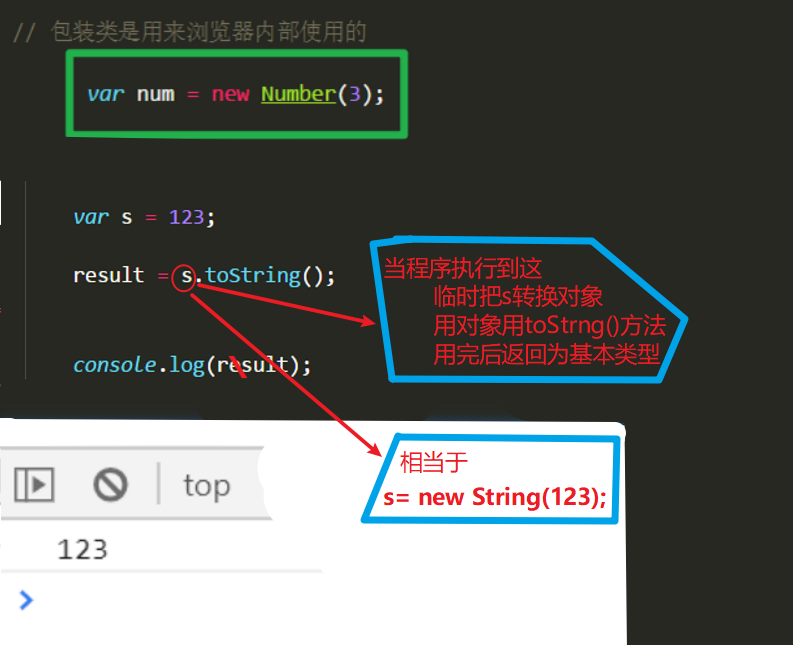 // 包装类是用来浏览器内部使用的
var num = new Number(3);
var s = 123;
result = s.toString();
当程序执行到这
临时把s转换对象
用对象用toStrng()方法
用完后返回为基本类型
console.log(result);
相当于
s= new String(123);
top
123